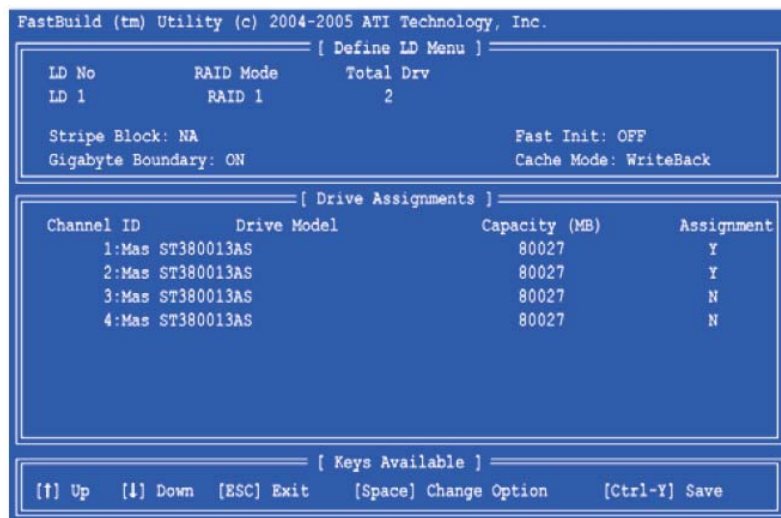 FastBuild (tm) Utility (c) 2004-2005 ATI Technology, Inc.
[ Define LD Menu ]
LD No RAID Mode Total Drv
LD 1 RAID 1 2
Stripe Block: NA Fast Init: OFF
Gigabyte Boundary: ON Cache Mode: WriteBack
[ Drive Assignments ]
Channel ID Drive Model Capacity (MB) Assignment
1:Mas ST380013AS 80027 Y
2:Mas ST380013AS 80027 Y
3:Mas ST380013AS 80027 N
4:Mas ST380013AS 80027 N
[ Keys Available ]
[↑] Up [↓] Down [ESC] Exit [Space] Change Option [Ctrl-Y] Save